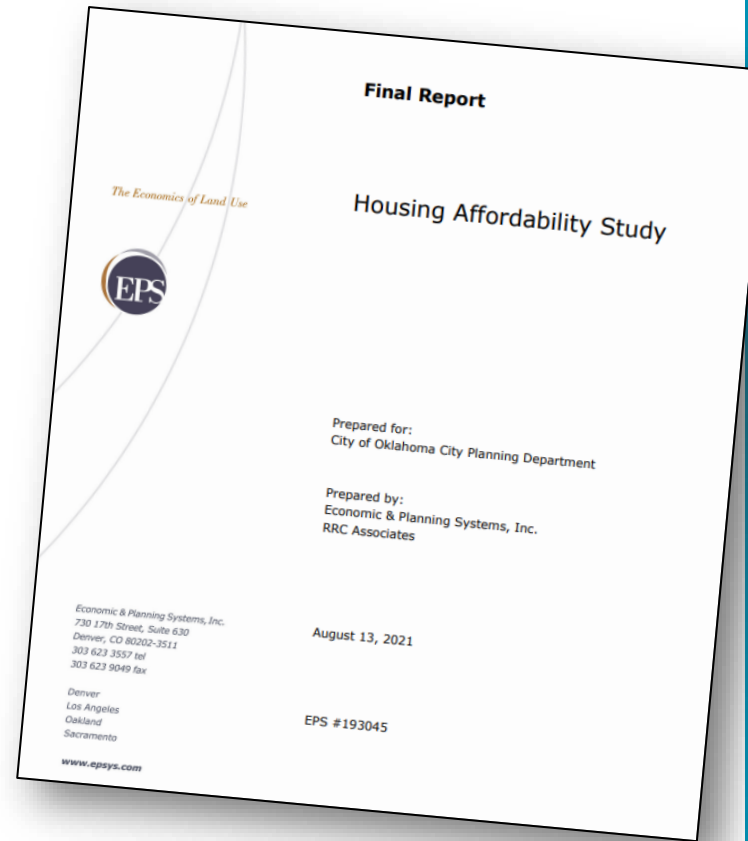 Final Report
The Economics of Land Use
Housing Affordability Study
EPS
Prepared for:
City of Oklahoma City Planning Department
Prepared by:
Economic & Planning Systems, Inc.
RRC Associates
Economic & Planning Systems, Inc.
730 17th Street, Suite 630
Denver, CO 80202-3511
303 623 3557 tel
303 623 9049 fax
August 13, 2021
Denver
Los Angeles
Oakland
Sacramento
EPS #193045
www.epsys.com